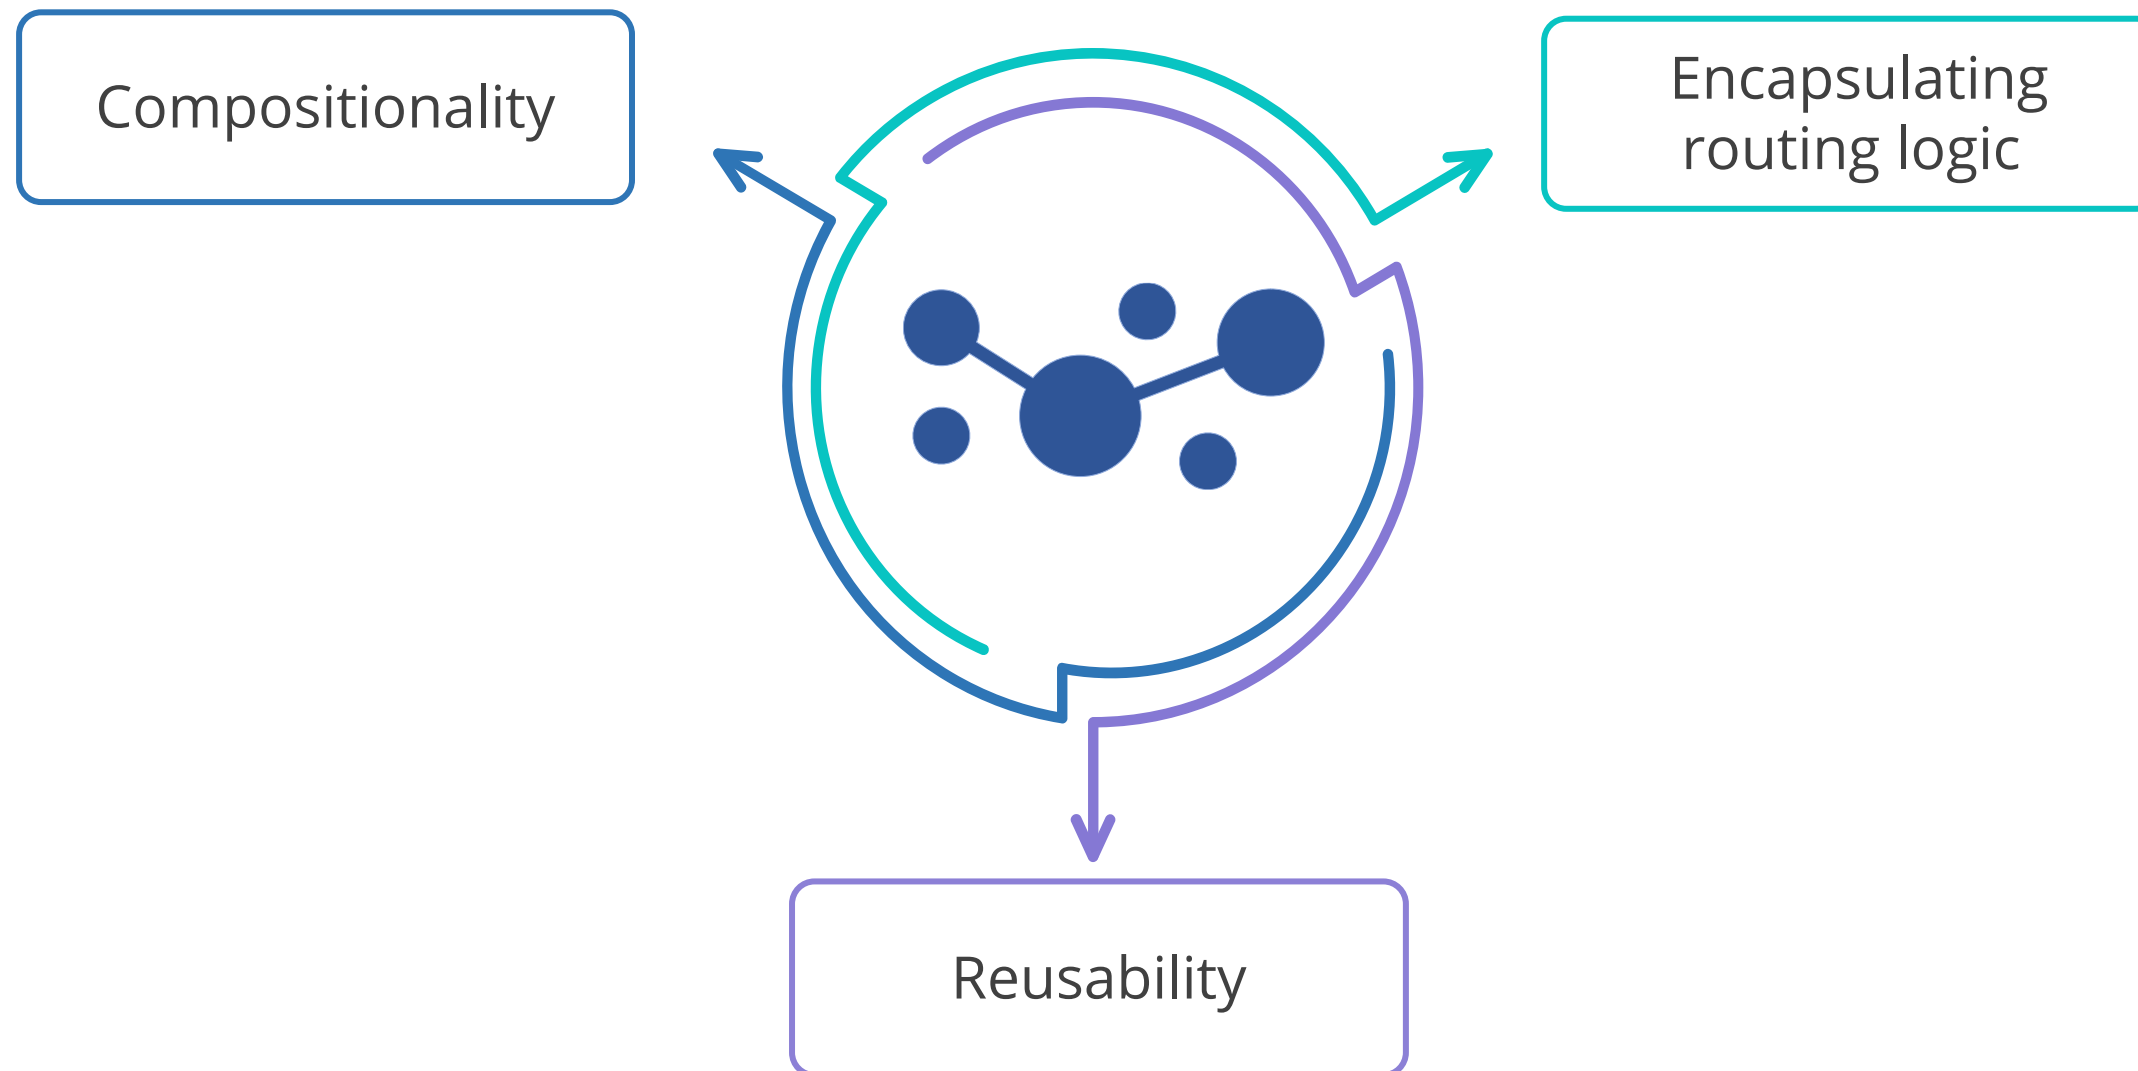 Compositionality
Encapsulating
routing logic
Reusability